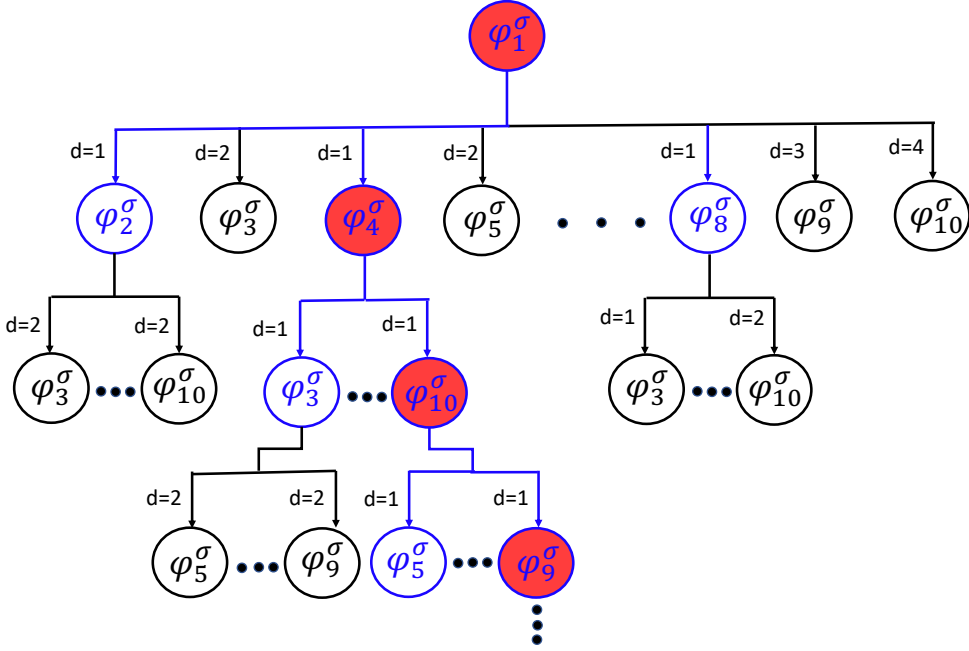 φ₁^σ
d=1 d=2 d=1 d=2 d=1 d=3 d=4
φ₂^σ φ₃^σ φ₄^σ φ₅^σ • • • φ₈^σ φ₉^σ φ₁₀^σ
d=2 d=2 d=1 d=1 d=1 d=2
φ₃^σ ••• φ₁₀^σ φ₃^σ ••• φ₁₀^σ φ₃^σ ••• φ₁₀^σ
d=2 d=2 d=1 d=1
φ₅^σ ••• φ₉^σ φ₅^σ ••• φ₉^σ